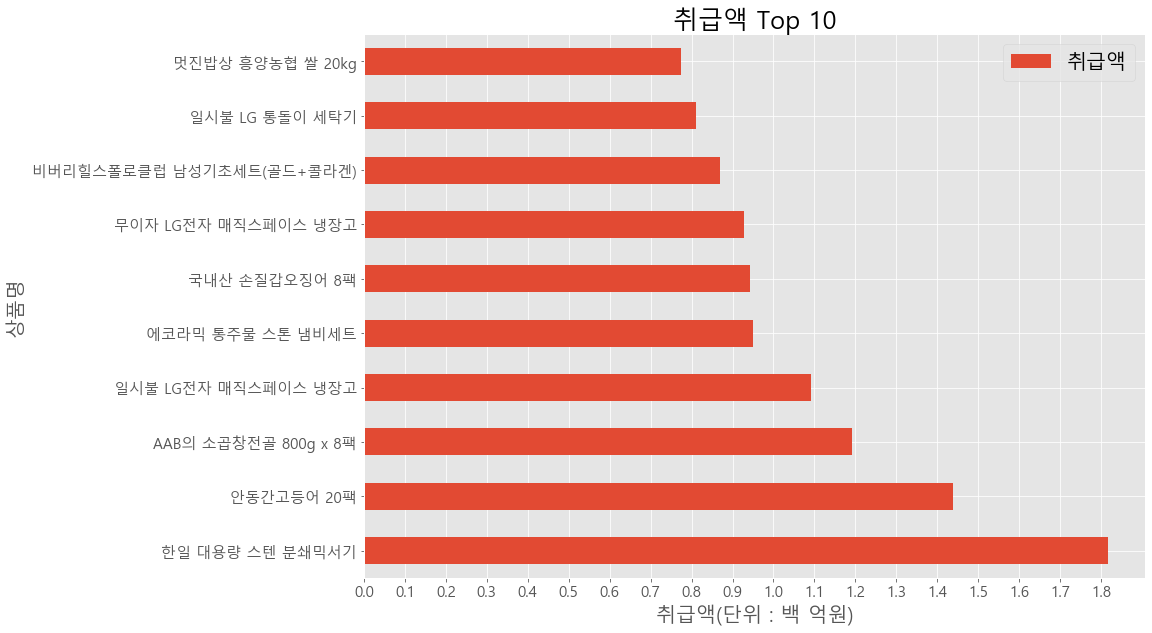 취급액 Top 10
취급액
상품명
멋진밥상 흥양농협 쌀 20kg
일시불 LG 통돌이 세탁기
비버리힐스폴로클럽 남성기초세트(골드+콜라겐)
무이자 LG전자 매직스페이스 냉장고
국내산 손질갑오징어 8팩
에코라믹 통주물 스톤 냄비세트
일시불 LG전자 매직스페이스 냉장고
AAB의 소곱창전골 800g x 8팩
안동간고등어 20팩
한일 대용량 스텐 분쇄믹서기
0.0 0.1 0.2 0.3 0.4 0.5 0.6 0.7 0.8 0.9 1.0 1.1 1.2 1.3 1.4 1.5 1.6 1.7 1.8
취급액(단위 : 백 억원)